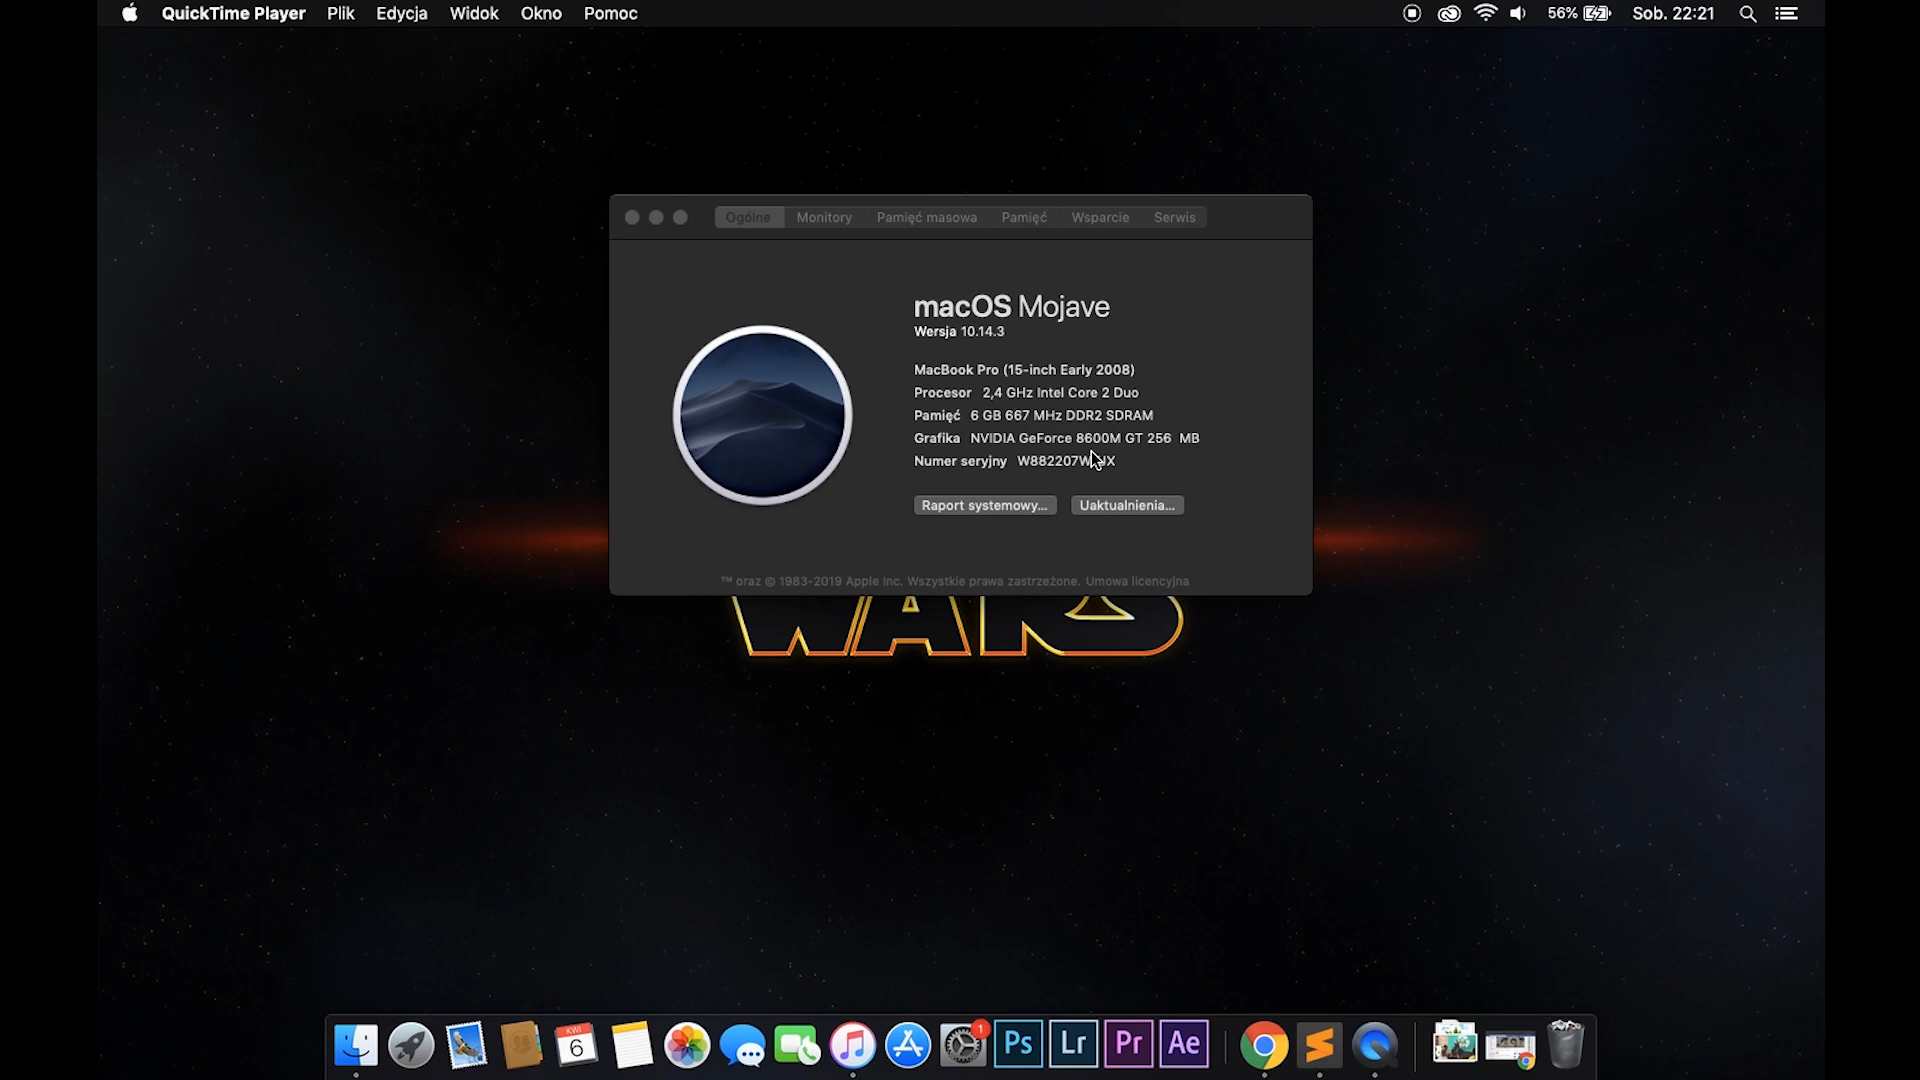 QuickTime Player Plik Edycja Widok Okno Pomoc 56% Sob. 22:21
Ogólne Monitory Pamięć masowa Pamięć Wsparcie Serwis
macOS Mojave
Wersja 10.14.3
MacBook Pro (15-inch Early 2008)
Procesor 2,4 GHz Intel Core 2 Duo
Pamięć 6 GB 667 MHz DDR2 SDRAM
Grafika NVIDIA GeForce 8600M GT 256 MB
Numer seryjny
Raport systemowy... Uaktualnienia...
™ oraz © 1983-2019 Apple Inc. Wszystkie prawa zastrzeżone. Umowa licencyjna
WARS
KWI
6
1
Ps Lr Pr Ae